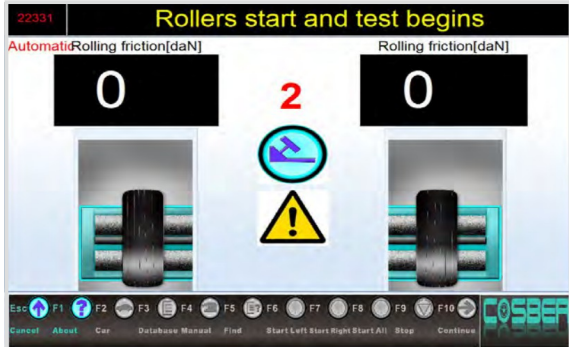 22331
Rollers start and test begins
Automatic
Rolling friction[daN]
Rolling friction[daN]
0
0
2
Esc F1 ? F2 F3 F4 F5 F6 F7 F8 F9 F10
Cancel About Car Database Manual Find Start Left Start Right Start All Stop Continue
COSBER